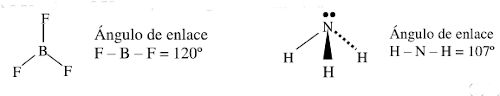 F
B
F
F
Ángulo de enlace
F – B – F = 120º
N
H
H
H
Ángulo de enlace
H – N – H = 107º